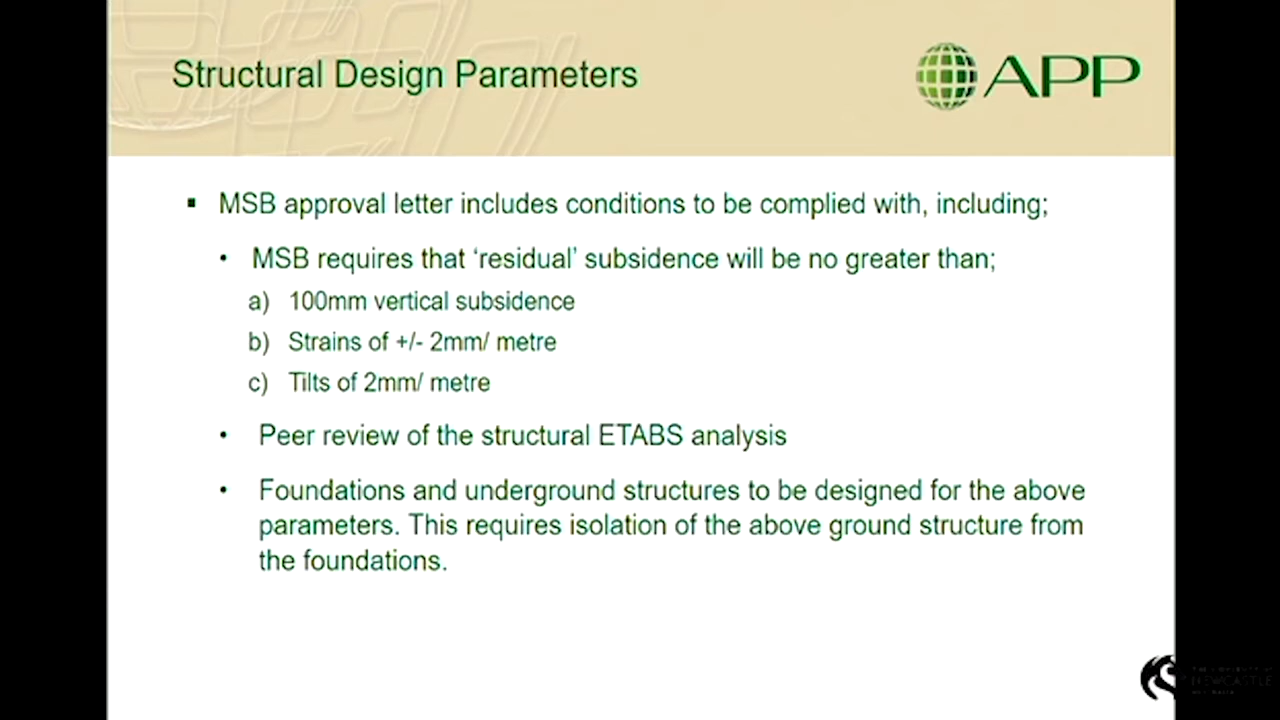 Structural Design Parameters
APP
▪ MSB approval letter includes conditions to be complied with, including;
• MSB requires that ‘residual’ subsidence will be no greater than;
a) 100mm vertical subsidence
b) Strains of +/- 2mm/ metre
c) Tilts of 2mm/ metre
• Peer review of the structural ETABS analysis
• Foundations and underground structures to be designed for the above
parameters. This requires isolation of the above ground structure from
the foundations.
NEWCASTLE